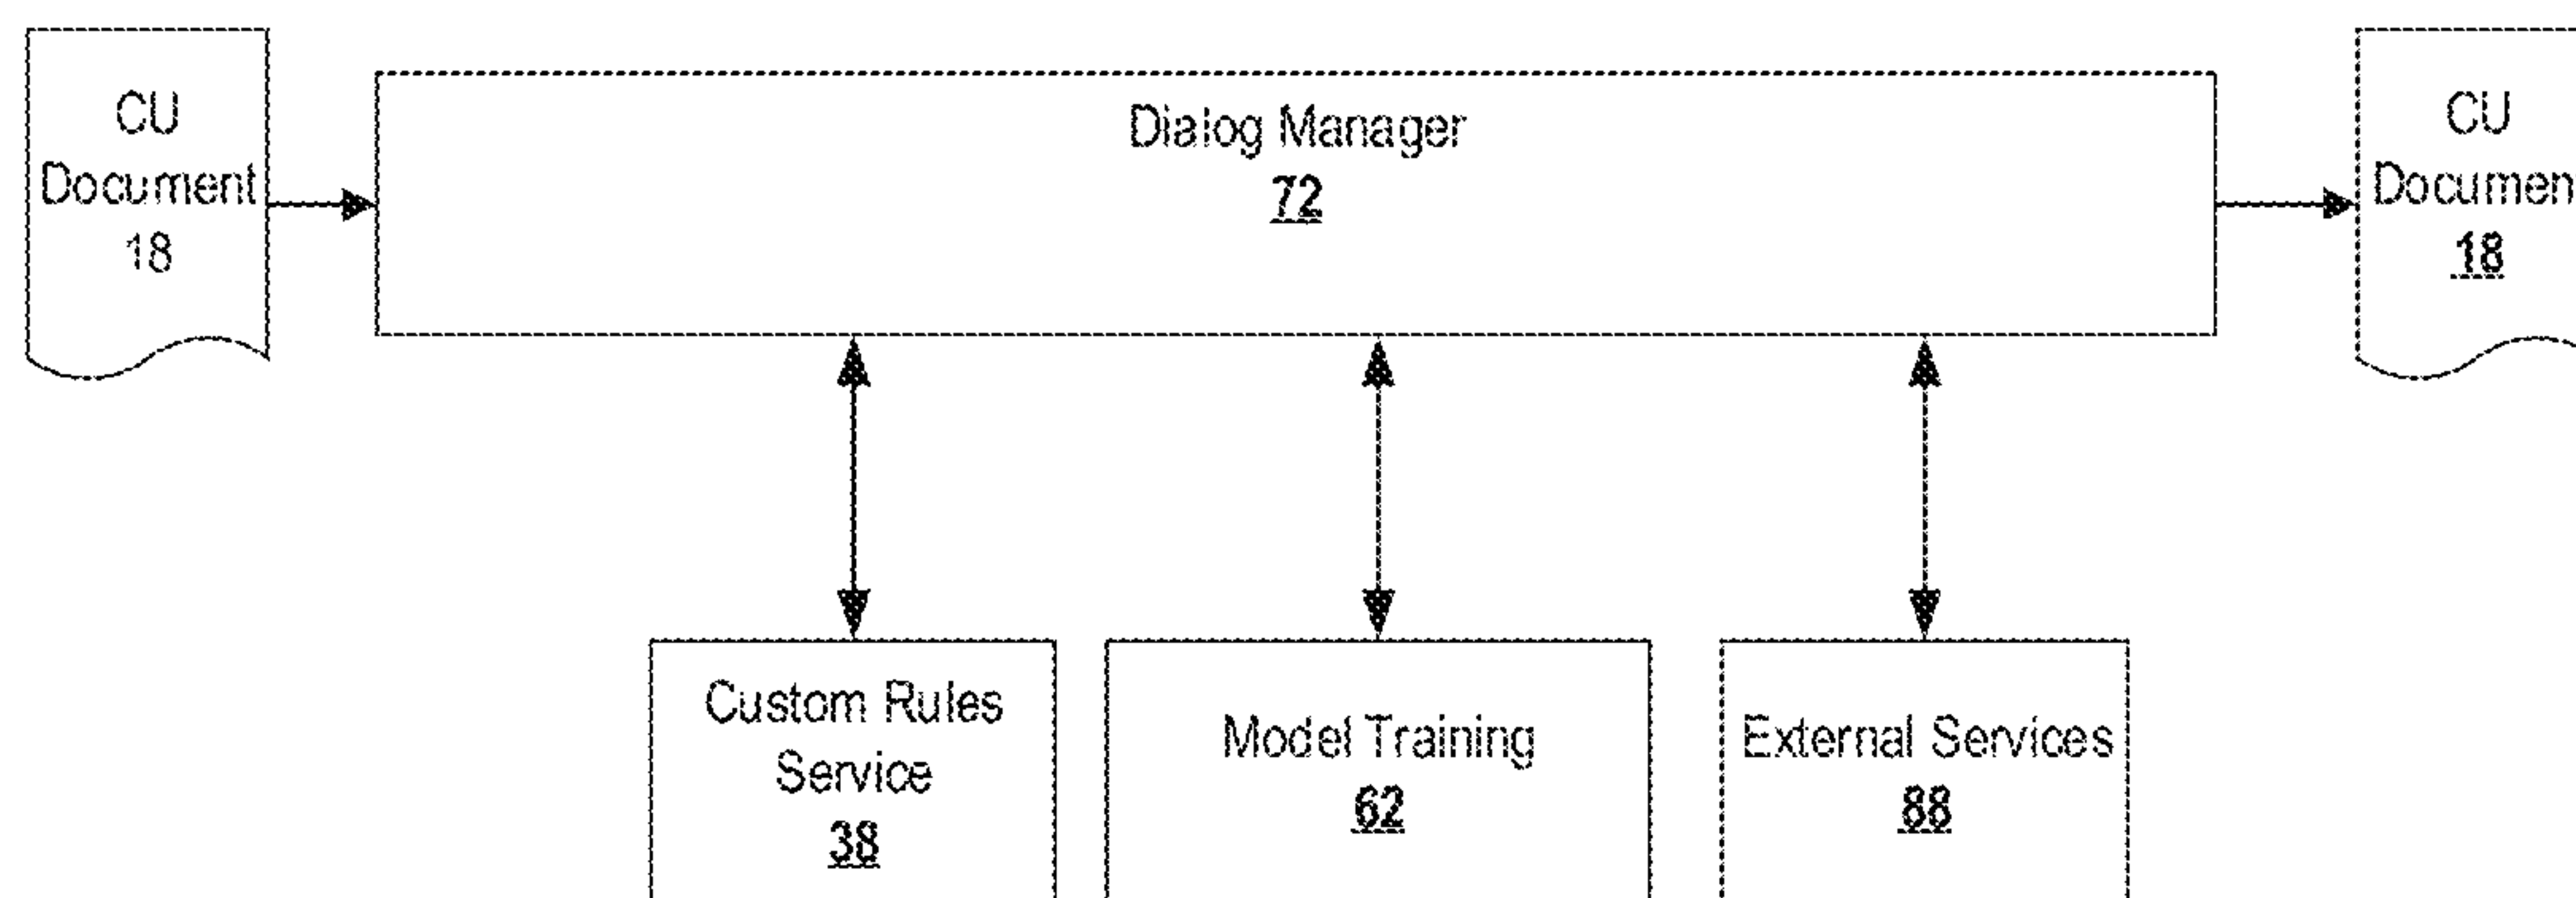 CU
Document
18
Dialog Manager
72
CU
Documen
18
Custom Rules
Service
38
Model Training
62
External Services
88